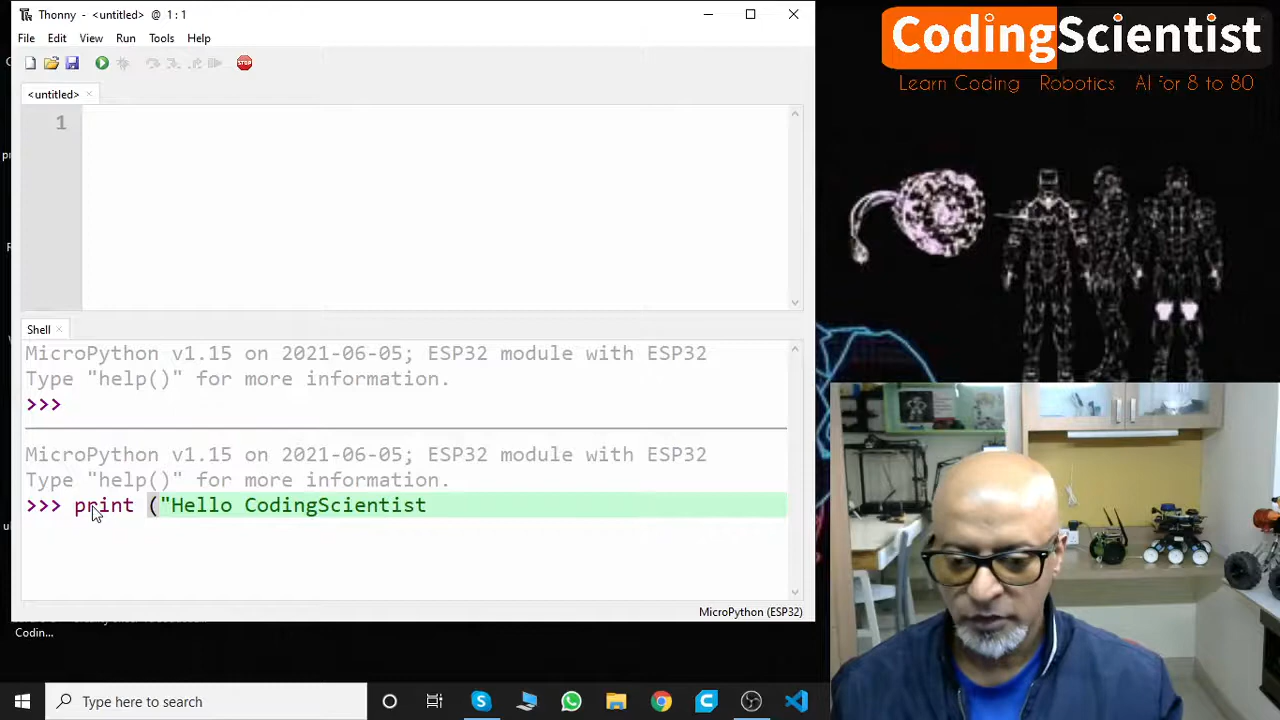 Thonny - <untitled> @ 1 : 1
File Edit View Run Tools Help
STOP
<untitled> ×
1
Shell ×
MicroPython v1.15 on 2021-06-05; ESP32 module with ESP32
Type "help()" for more information.
>>>
MicroPython v1.15 on 2021-06-05; ESP32 module with ESP32
Type "help()" for more information.
>>> print ("Hello CodingScientist
MicroPython (ESP32)
Codin...
Type here to search
CodingScientist
Learn Coding Robotics AI for 8 to 80